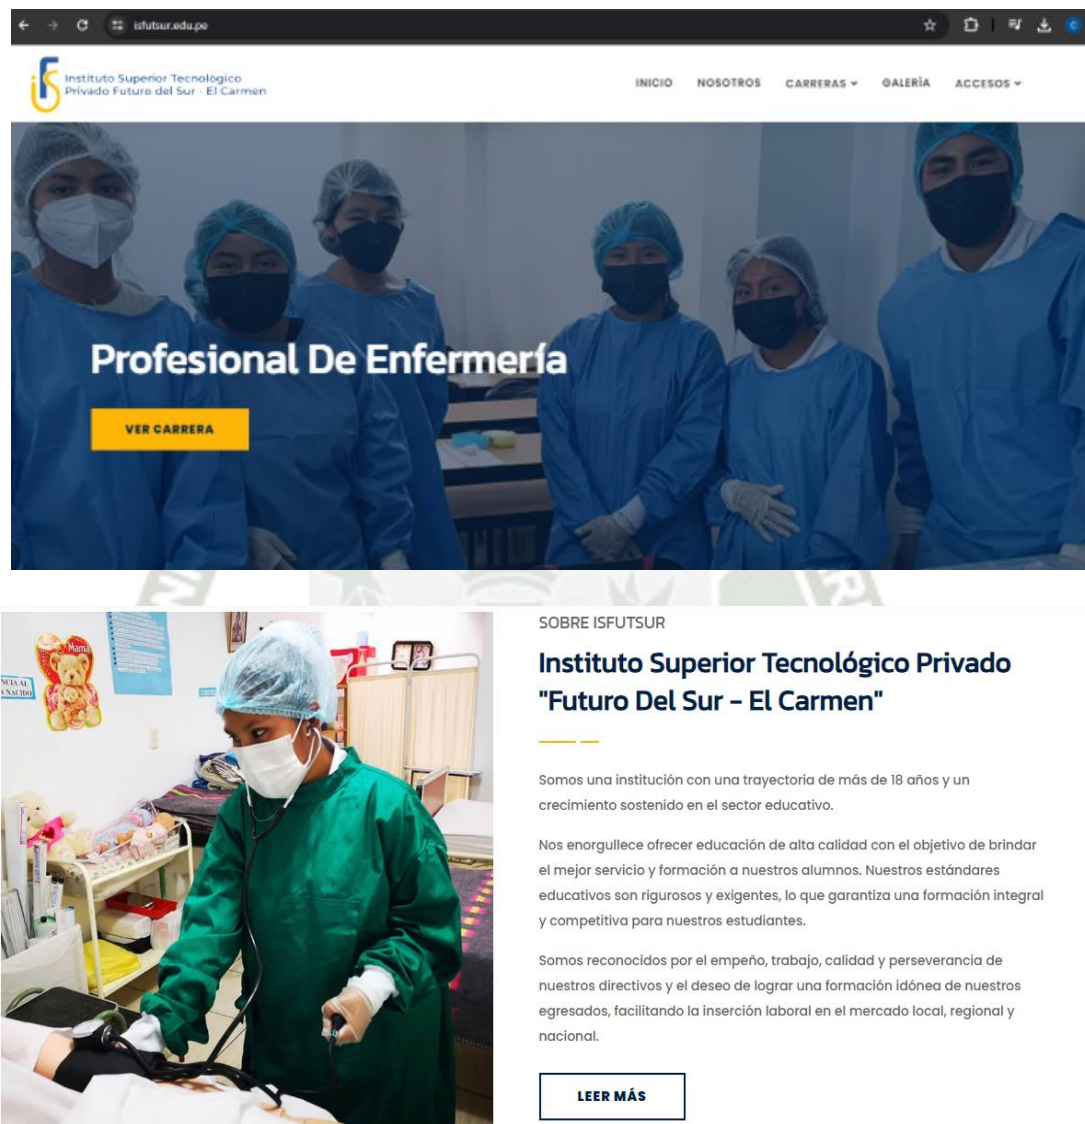 isfutsur.edu.pe
Instituto Superior Tecnológico
Privado Futuro del Sur - El Carmen
INICIO NOSOTROS CARRERAS GALERÌA ACCESOS
Profesional De Enfermería
VER CARRERA
Mamá
NCIA AL
N NACIDO
SOBRE ISFUTSUR
Instituto Superior Tecnológico Privado
"Futuro Del Sur – El Carmen"
Somos una institución con una trayectoria de más de 18 años y un
crecimiento sostenido en el sector educativo.
Nos enorgullece ofrecer educación de alta calidad con el objetivo de brindar
el mejor servicio y formación a nuestros alumnos. Nuestros estándares
educativos son rigurosos y exigentes, lo que garantiza una formación integral
y competitiva para nuestros estudiantes.
Somos reconocidos por el empeño, trabajo, calidad y perseverancia de
nuestros directivos y el deseo de lograr una formación idónea de nuestros
egresados, facilitando la inserción laboral en el mercado local, regional y
nacional.
LEER MÁS